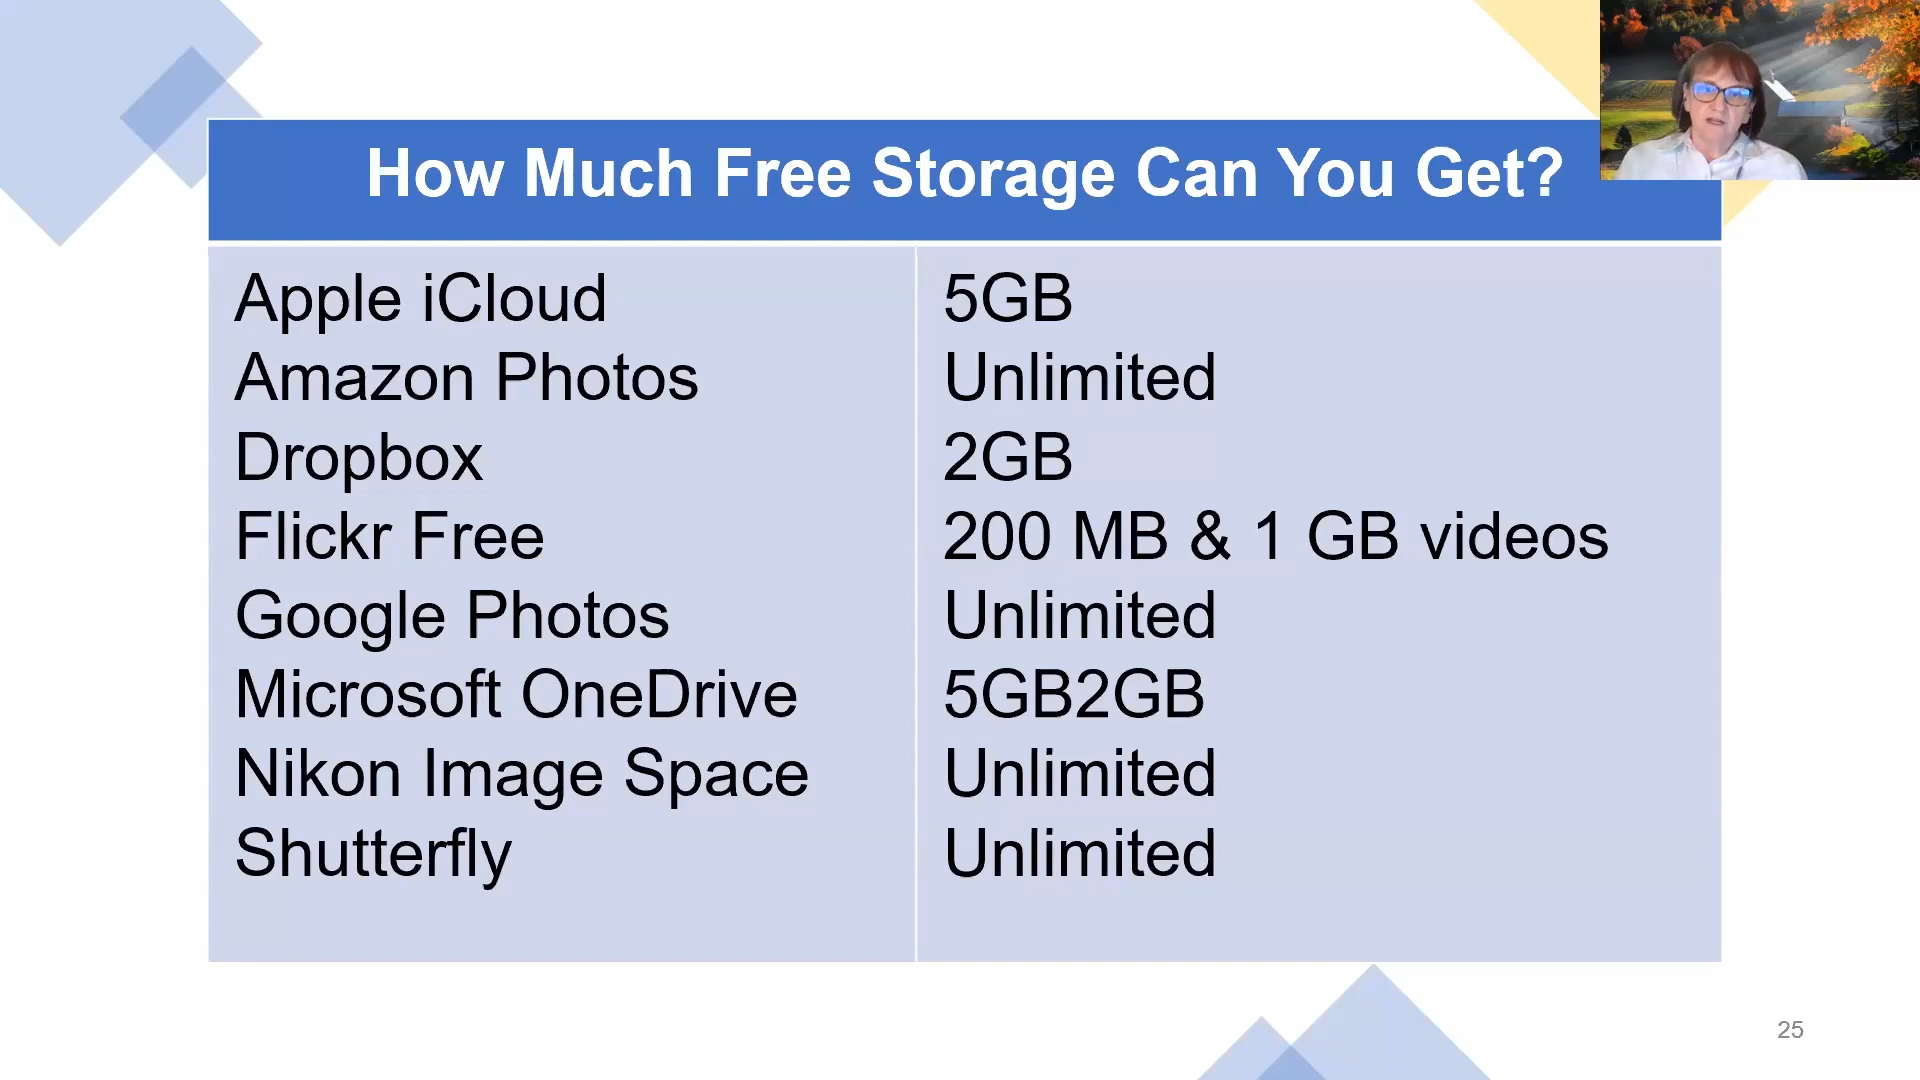 How Much Free Storage Can You Get?
Apple iCloud 5GB
Amazon Photos Unlimited
Dropbox 2GB
Flickr Free 200 MB & 1 GB videos
Google Photos Unlimited
Microsoft OneDrive 5GB2GB
Nikon Image Space Unlimited
Shutterfly Unlimited
25